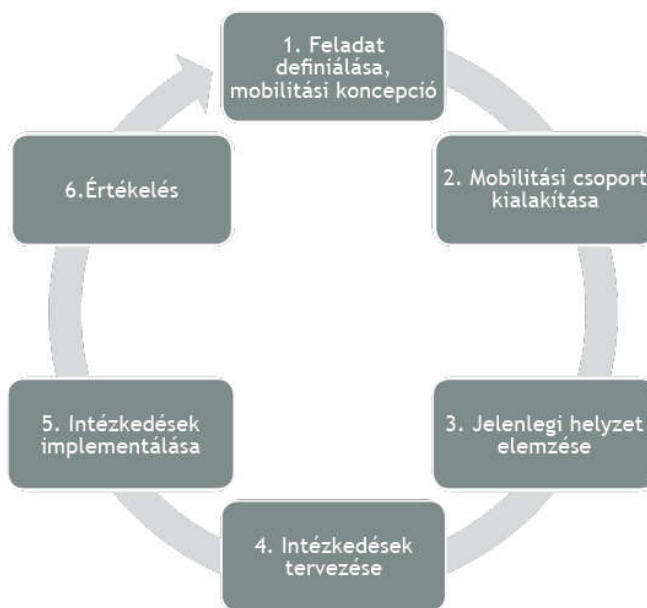 1. Feladat
definiálása,
mobilitási koncepció
2. Mobilitási csoport
kialakítása
3. Jelenlegi helyzet
elemzése
4. Intézkedések
tervezése
5. Intézkedések
implementálása
6.Értékelés